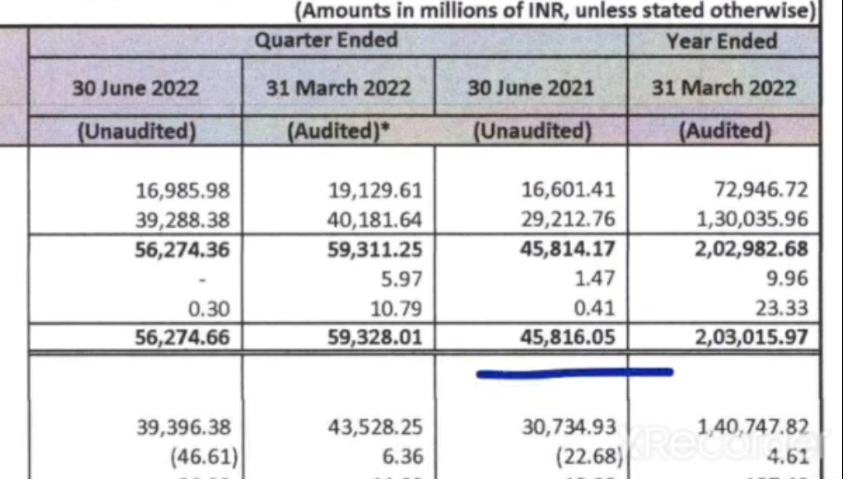 (Amounts in millions of INR, unless stated otherwise)
Quarter Ended Year Ended
30 June 2022 31 March 2022 30 June 2021 31 March 2022
(Unaudited) (Audited)* (Unaudited) (Audited)
16,985.98 19,129.61 16,601.41 72,946.72
39,288.38 40,181.64 29,212.76 1,30,035.96
56,274.36 59,311.25 45,814.17 2,02,982.68
- 5.97 1.47 9.96
0.30 10.79 0.41 23.33
56,274.66 59,328.01 45,816.05 2,03,015.97
39,396.38 43,528.25 30,734.93 1,40,747.82
(46.61) 6.36 (22.68) 4.61
XRecorder